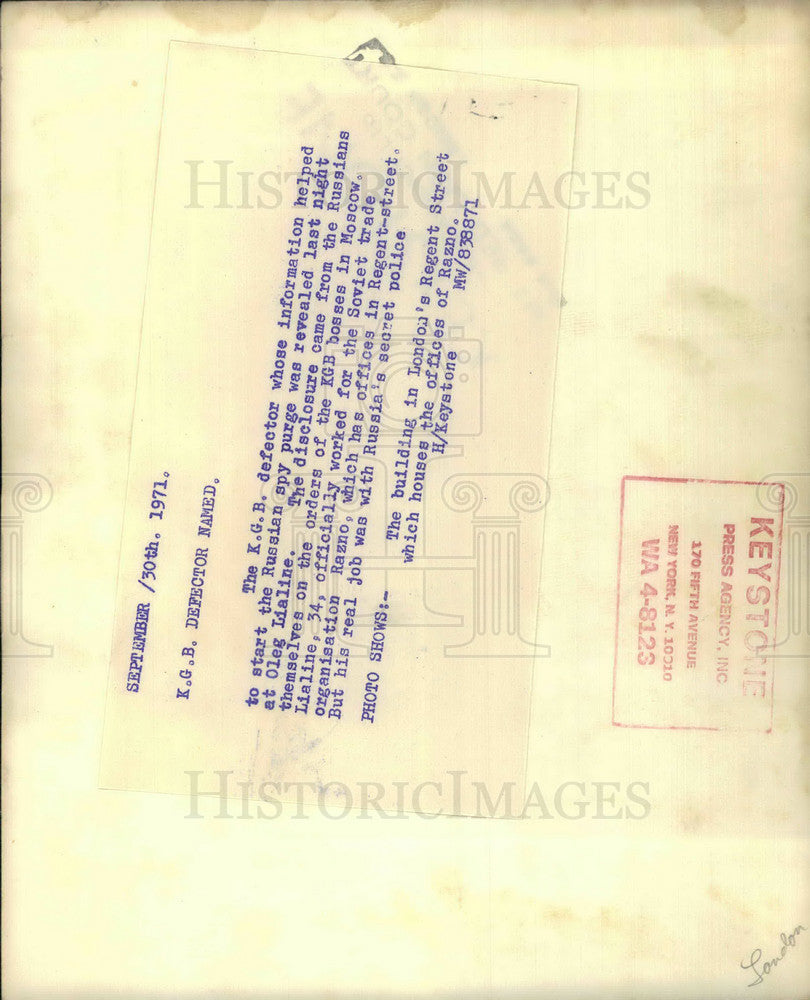 SEPTEMBER /30th. 1971.
K.G.B. DEFECTOR NAMED.
The K.G.B. defector whose information helped
to start the Russian spy purge was revealed last night
at Oleg Lialine. The disclosure came from the Russians
themselves on the orders of the KGB bosses in Moscow.
Lialine, 34, officially worked for the Soviet trade
organisation Razno, which has offices in Regent-street.
But his real job was with Russia's secret police
PHOTO SHOWS:- The building in London's Regent Street
which houses the offices of Razno.
H/Keystone MW/838871
KEYSTONE
PRESS AGENCY, INC
170 FIFTH AVENUE
NEW YORK, N. Y. 10010
WA 4-8123
London
HISTORICIMAGES
HISTORICIMAGES